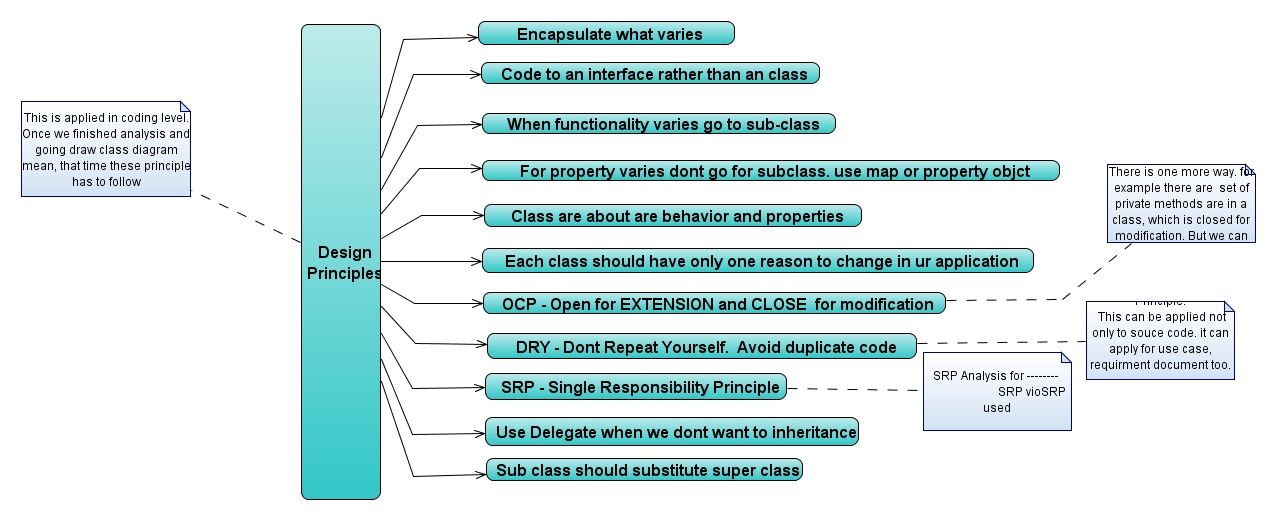 This is applied in coding level.
Once we finished analysis and
going draw class diagram
mean, that time these principle
has to follow
Design
Principles
Encapsulate what varies
Code to an interface rather than an class
When functionality varies go to sub-class
For property varies dont go for subclass. use map or property objct
Class are about are behavior and properties
Each class should have only one reason to change in ur application
OCP - Open for EXTENSION and CLOSE for modification
DRY - Dont Repeat Yourself. Avoid duplicate code
SRP - Single Responsibility Principle
Use Delegate when we dont want to inheritance
Sub class should substitute super class
There is one more way. for
example there are set of
private methods are in a
class, which is closed for
modification. But we can
Principle.
This can be applied not
only to souce code. it can
apply for use case,
requirment document too.
SRP Analysis for --------
SRP vioSRP
used